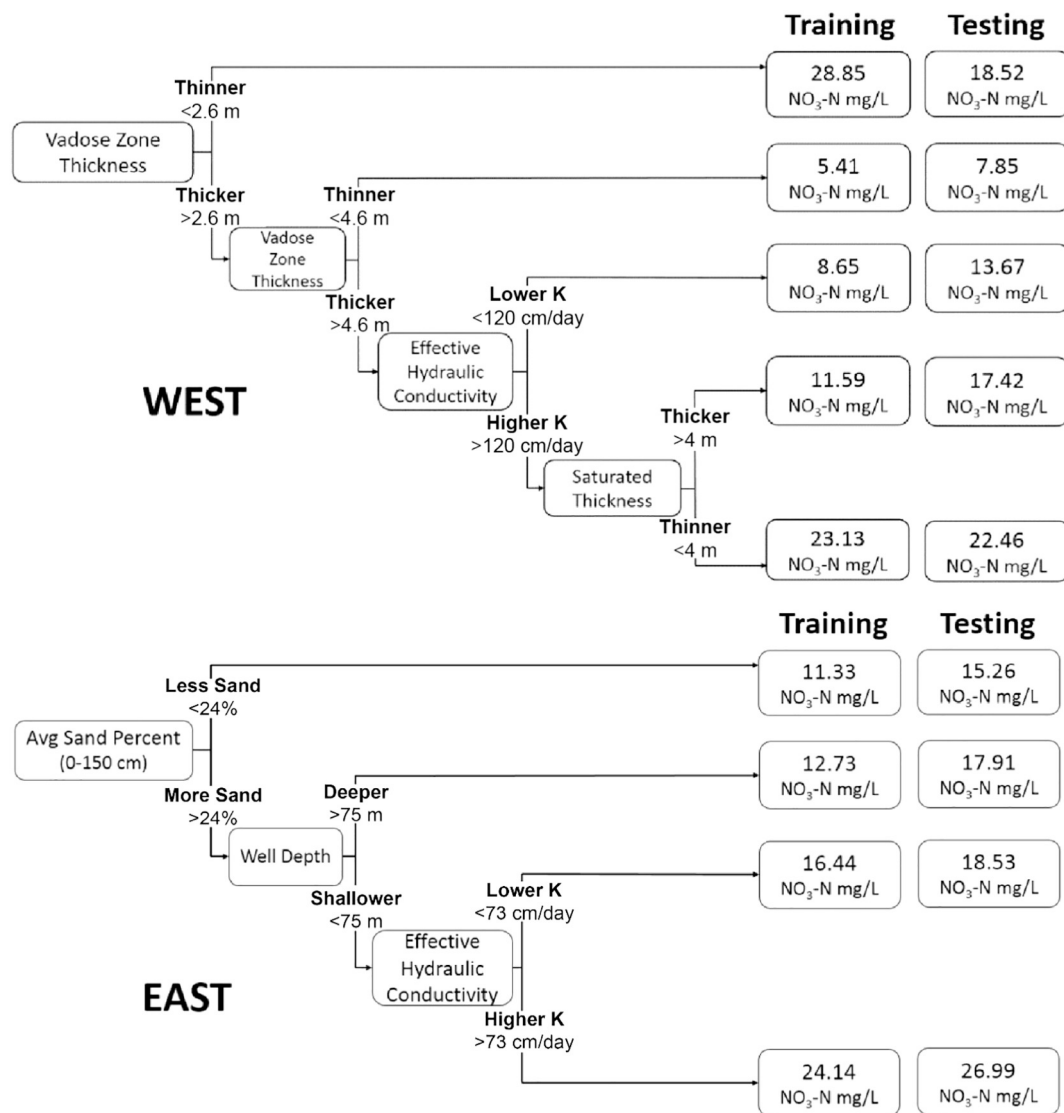 Training Testing
Thinner
<2.6 m
28.85
NO₃-N mg/L
18.52
NO₃-N mg/L
Vadose Zone
Thickness
Thicker
>2.6 m
Thinner
<4.6 m
5.41
NO₃-N mg/L
7.85
NO₃-N mg/L
Vadose
Zone
Thickness
Thicker
>4.6 m
Lower K
<120 cm/day
8.65
NO₃-N mg/L
13.67
NO₃-N mg/L
Effective
Hydraulic
Conductivity
WEST
Higher K
>120 cm/day
Thicker
>4 m
11.59
NO₃-N mg/L
17.42
NO₃-N mg/L
Saturated
Thickness
Thinner
<4 m
23.13
NO₃-N mg/L
22.46
NO₃-N mg/L
Training Testing
Less Sand
<24%
11.33
NO₃-N mg/L
15.26
NO₃-N mg/L
Avg Sand Percent
(0-150 cm)
More Sand
>24%
Deeper
>75 m
12.73
NO₃-N mg/L
17.91
NO₃-N mg/L
Well Depth
Shallower
<75 m
Lower K
<73 cm/day
16.44
NO₃-N mg/L
18.53
NO₃-N mg/L
Effective
Hydraulic
Conductivity
EAST
Higher K
>73 cm/day
24.14
NO₃-N mg/L
26.99
NO₃-N mg/L